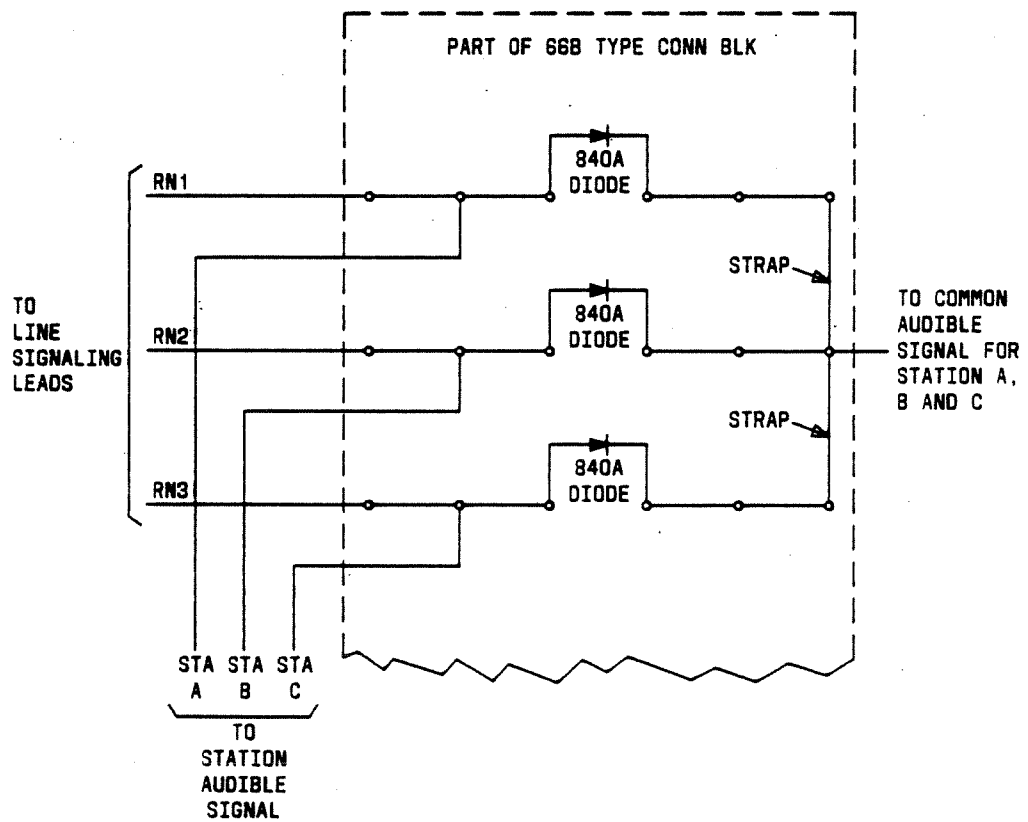 PART OF 66B TYPE CONN BLK
840A
DIODE
RN1
STRAP
840A
DIODE
RN2
TO
LINE
SIGNALING
LEADS
TO COMMON
AUDIBLE
SIGNAL FOR
STATION A,
B AND C
STRAP
840A
DIODE
RN3
STA STA STA
A B C
TO
STATION
AUDIBLE
SIGNAL